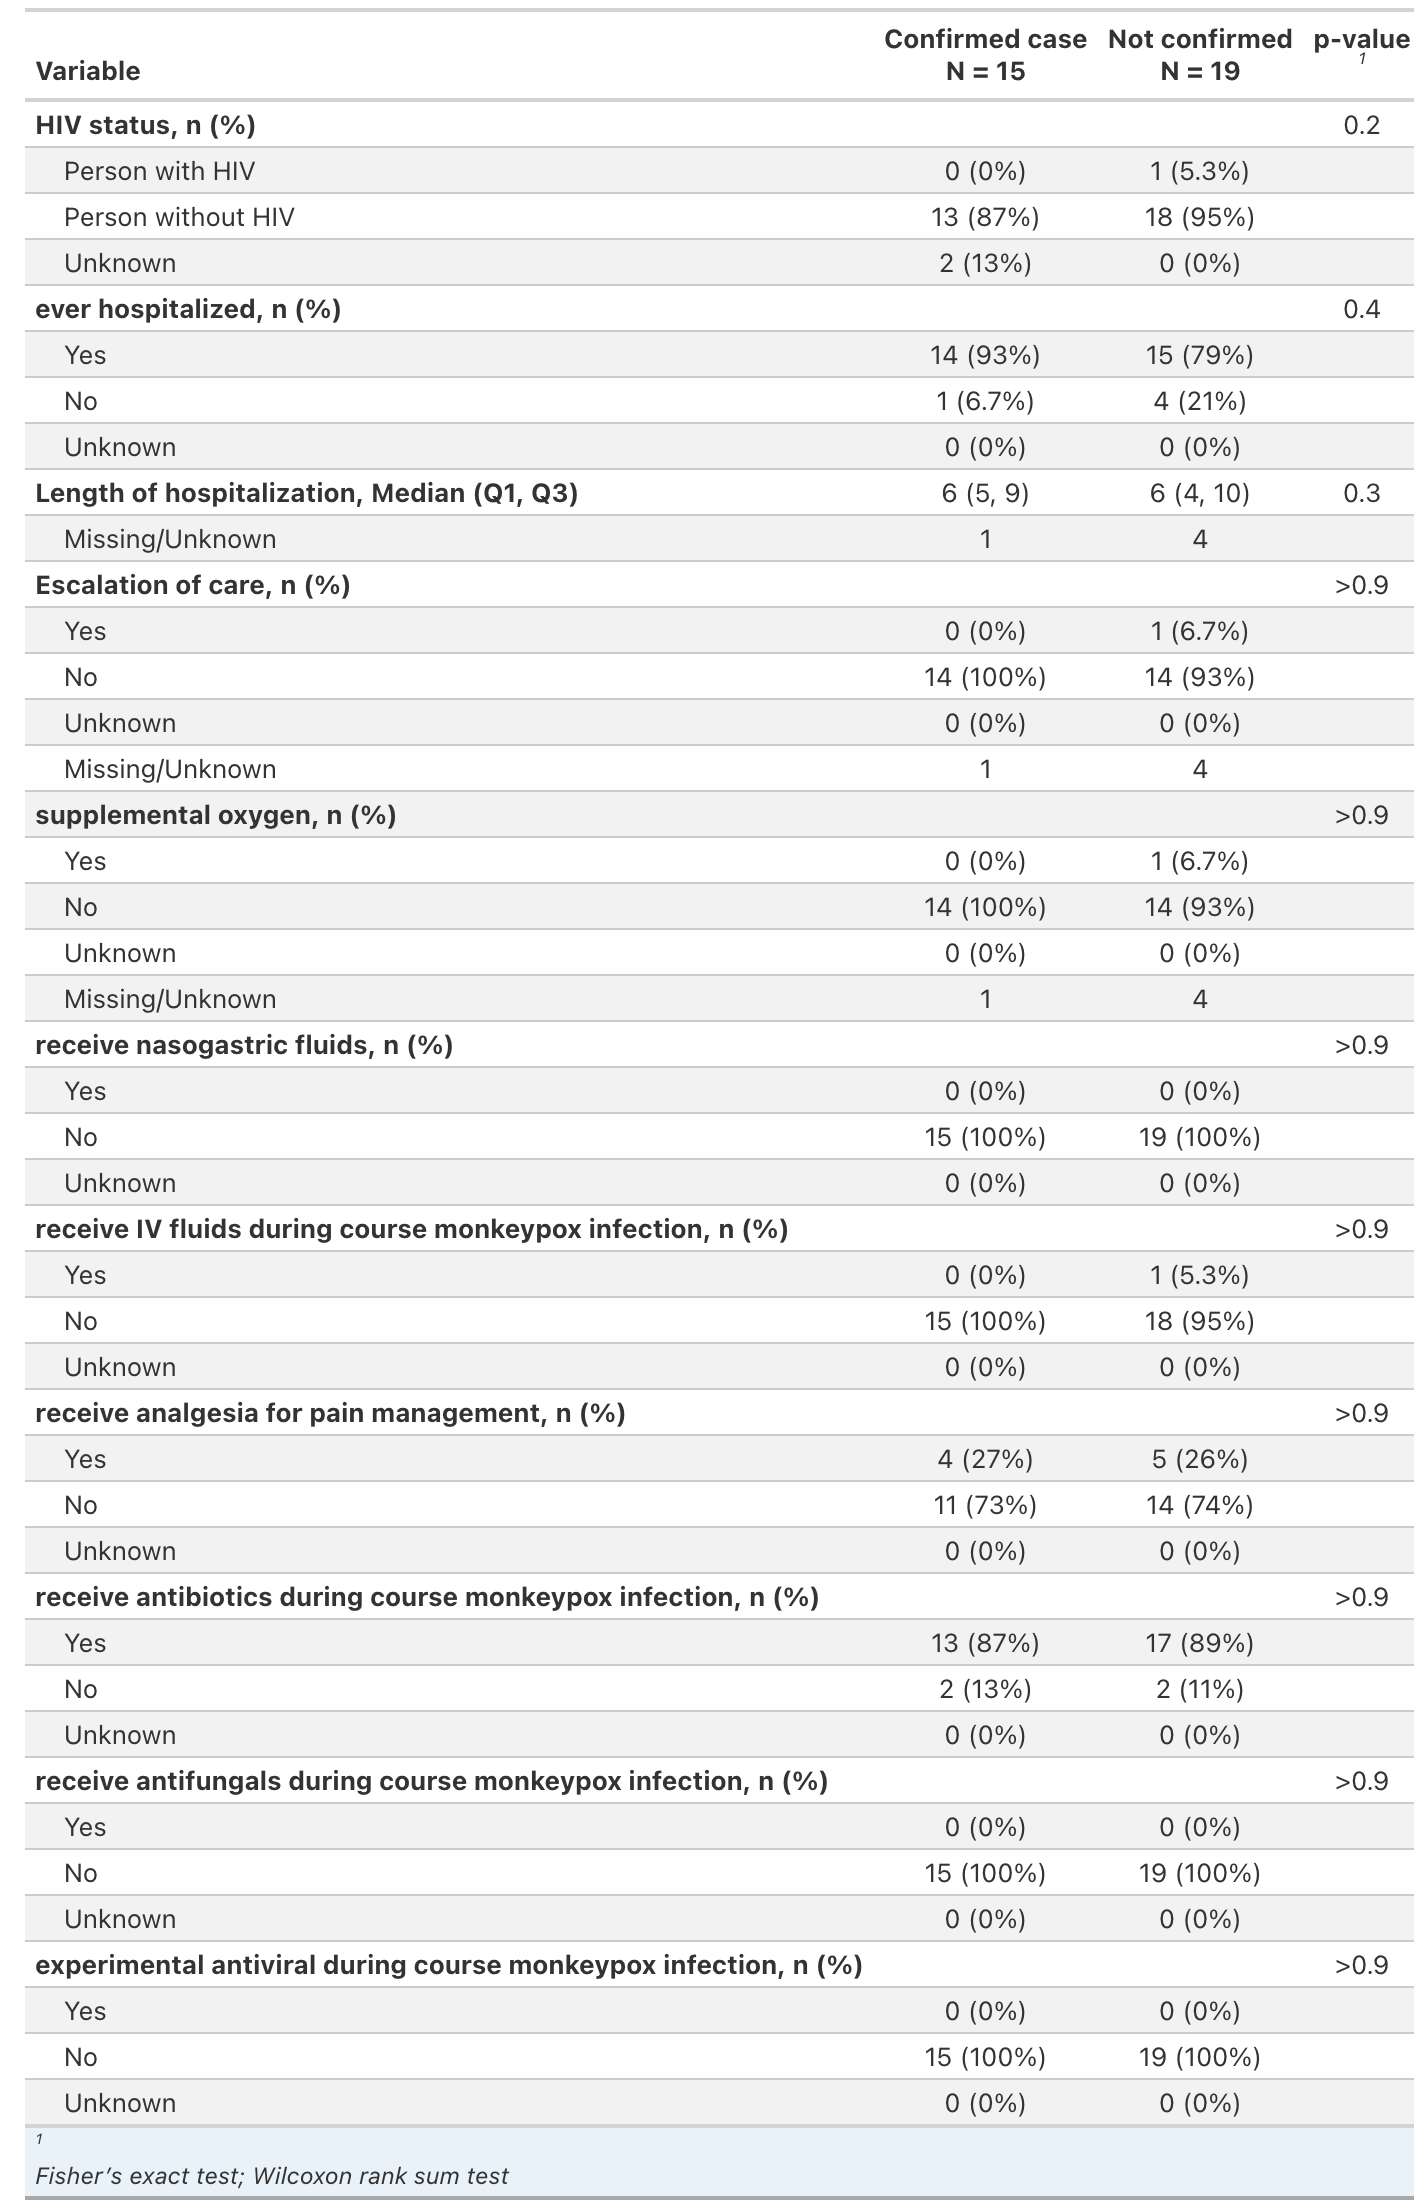 Variable Confirmed case N = 15 Not confirmed N = 19 p-value 1
HIV status, n (%) 0.2
Person with HIV 0 (0%) 1 (5.3%)
Person without HIV 13 (87%) 18 (95%)
Unknown 2 (13%) 0 (0%)
ever hospitalized, n (%) 0.4
Yes 14 (93%) 15 (79%)
No 1 (6.7%) 4 (21%)
Unknown 0 (0%) 0 (0%)
Length of hospitalization, Median (Q1, Q3) 6 (5, 9) 6 (4, 10) 0.3
Missing/Unknown 1 4
Escalation of care, n (%) >0.9
Yes 0 (0%) 1 (6.7%)
No 14 (100%) 14 (93%)
Unknown 0 (0%) 0 (0%)
Missing/Unknown 1 4
supplemental oxygen, n (%) >0.9
Yes 0 (0%) 1 (6.7%)
No 14 (100%) 14 (93%)
Unknown 0 (0%) 0 (0%)
Missing/Unknown 1 4
receive nasogastric fluids, n (%) >0.9
Yes 0 (0%) 0 (0%)
No 15 (100%) 19 (100%)
Unknown 0 (0%) 0 (0%)
receive IV fluids during course monkeypox infection, n (%) >0.9
Yes 0 (0%) 1 (5.3%)
No 15 (100%) 18 (95%)
Unknown 0 (0%) 0 (0%)
receive analgesia for pain management, n (%) >0.9
Yes 4 (27%) 5 (26%)
No 11 (73%) 14 (74%)
Unknown 0 (0%) 0 (0%)
receive antibiotics during course monkeypox infection, n (%) >0.9
Yes 13 (87%) 17 (89%)
No 2 (13%) 2 (11%)
Unknown 0 (0%) 0 (0%)
receive antifungals during course monkeypox infection, n (%) >0.9
Yes 0 (0%) 0 (0%)
No 15 (100%) 19 (100%)
Unknown 0 (0%) 0 (0%)
experimental antiviral during course monkeypox infection, n (%) >0.9
Yes 0 (0%) 0 (0%)
No 15 (100%) 19 (100%)
Unknown 0 (0%) 0 (0%)
1
Fisher's exact test; Wilcoxon rank sum test